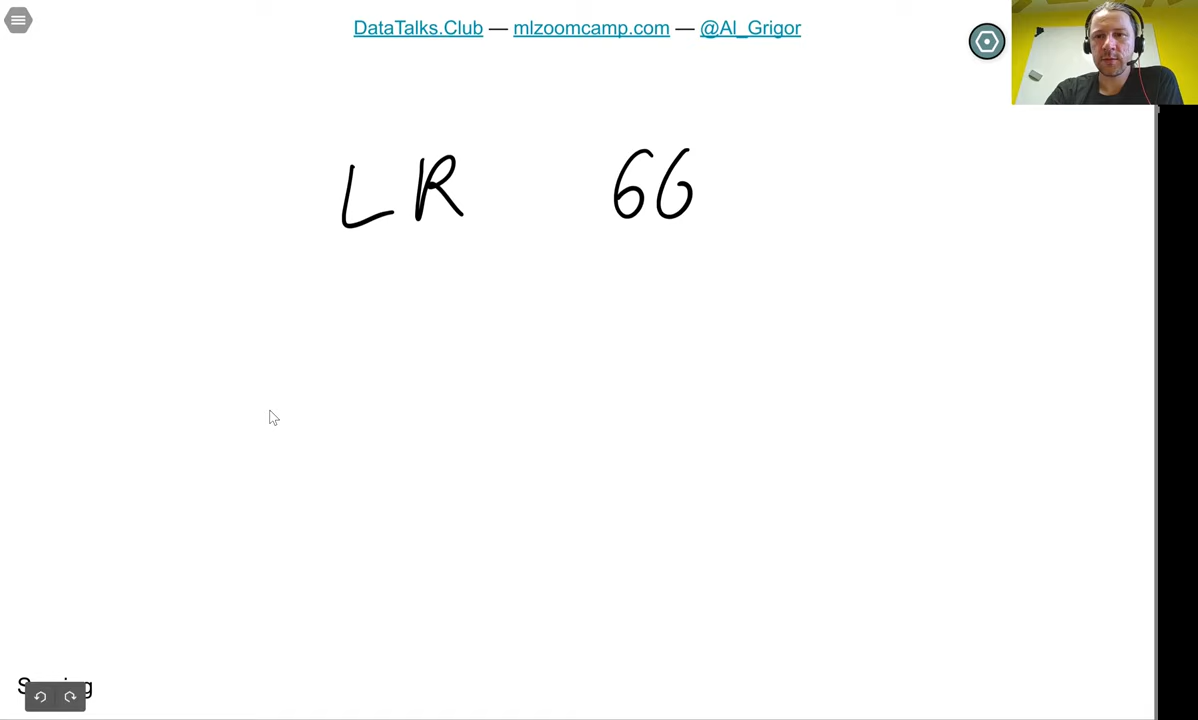 DataTalks.Club — mlzoomcamp.com — @Al_Grigor
LR 66